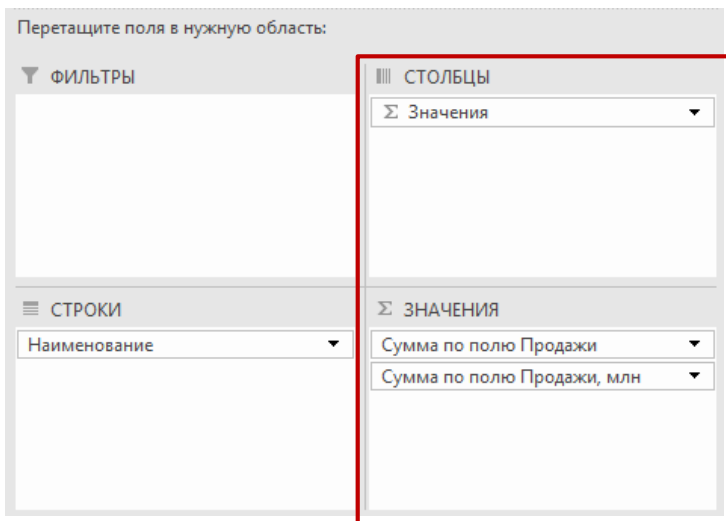 Перетащите поля в нужную область:
ФИЛЬТРЫ
СТОЛБЦЫ
Σ Значения
СТРОКИ
Наименование
Σ ЗНАЧЕНИЯ
Сумма по полю Продажи
Сумма по полю Продажи, млн